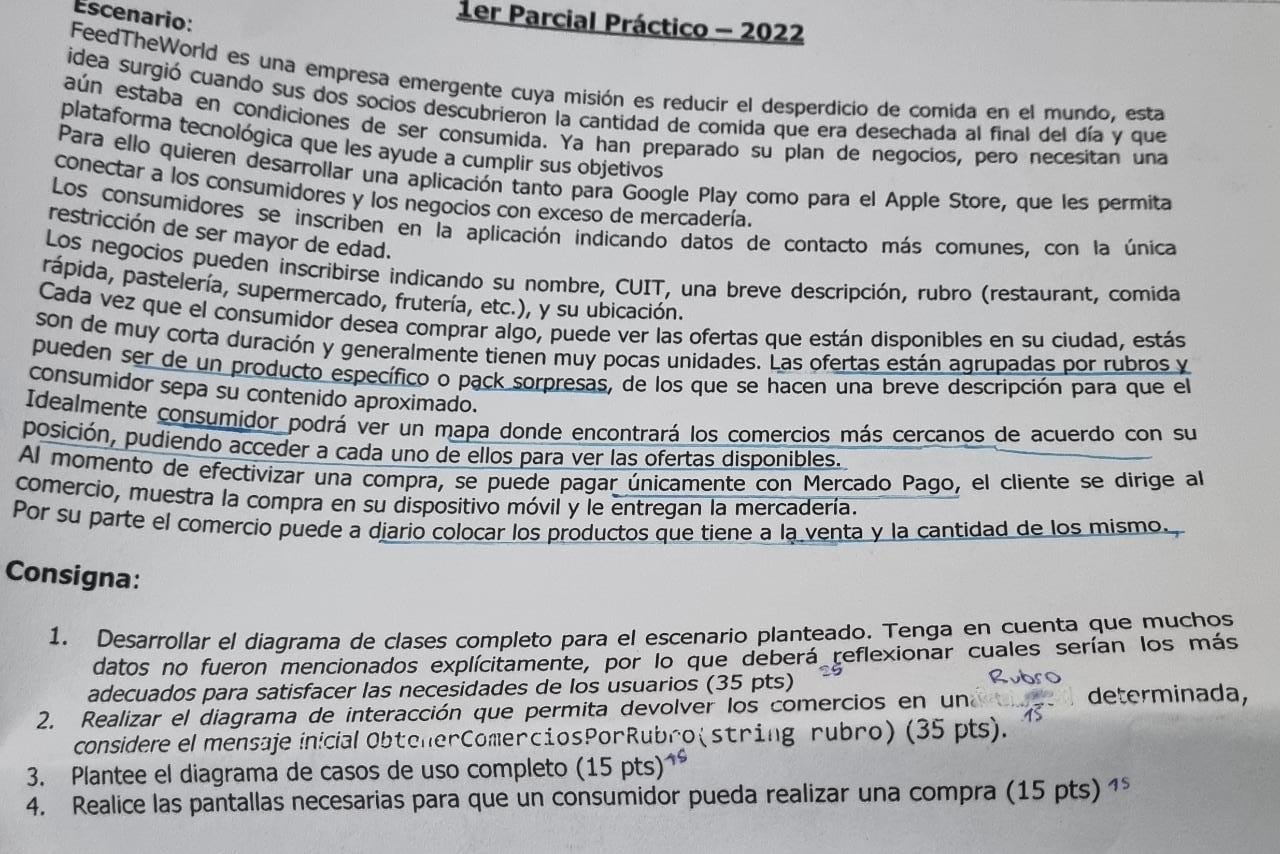 1er Parcial Práctico – 2022
Escenario:
FeedTheWorld es una empresa emergente cuya misión es reducir el desperdicio de comida en el mundo, esta
idea surgió cuando sus dos socios descubrieron la cantidad de comida que era desechada al final del día y que
aún estaba en condiciones de ser consumida. Ya han preparado su plan de negocios, pero necesitan una
plataforma tecnológica que les ayude a cumplir sus objetivos
Para ello quieren desarrollar una aplicación tanto para Google Play como para el Apple Store, que les permita
conectar a los consumidores y los negocios con exceso de mercadería.
Los consumidores se inscriben en la aplicación indicando datos de contacto más comunes, con la única
restricción de ser mayor de edad.
Los negocios pueden inscribirse indicando su nombre, CUIT, una breve descripción, rubro (restaurant, comida
rápida, pastelería, supermercado, frutería, etc.), y su ubicación.
Cada vez que el consumidor desea comprar algo, puede ver las ofertas que están disponibles en su ciudad, estás
son de muy corta duración y generalmente tienen muy pocas unidades. Las ofertas están agrupadas por rubros y
pueden ser de un producto específico o pack sorpresas, de los que se hacen una breve descripción para que el
consumidor sepa su contenido aproximado.
Idealmente consumidor podrá ver un mapa donde encontrará los comercios más cercanos de acuerdo con su
posición, pudiendo acceder a cada uno de ellos para ver las ofertas disponibles.
Al momento de efectivizar una compra, se puede pagar únicamente con Mercado Pago, el cliente se dirige al
comercio, muestra la compra en su dispositivo móvil y le entregan la mercadería.
Por su parte el comercio puede a diario colocar los productos que tiene a la venta y la cantidad de los mismo.
Consigna:
1. Desarrollar el diagrama de clases completo para el escenario planteado. Tenga en cuenta que muchos
datos no fueron mencionados explícitamente, por lo que deberá reflexionar cuales serían los más
adecuados para satisfacer las necesidades de los usuarios (35 pts) 25
Rubro
2. Realizar el diagrama de interacción que permita devolver los comercios en un determinada,
15
considere el mensaje inicial ObtenerComerciosPorRubro(string rubro) (35 pts).
3. Plantee el diagrama de casos de uso completo (15 pts) 15
4. Realice las pantallas necesarias para que un consumidor pueda realizar una compra (15 pts) 15